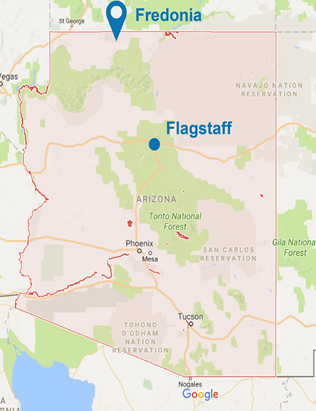 Fredonia
St George
Vegas
NAVAJO NATION
RESERVATION
Flagstaff
ARIZONA
Tonto National
Forest
Phoenix
Mesa
SAN CARLOS
RESERVATION
Gila National
Forest
Tucson
TOHONO
O'ODHAM
NATION
RESERVATION
Nogales
Google